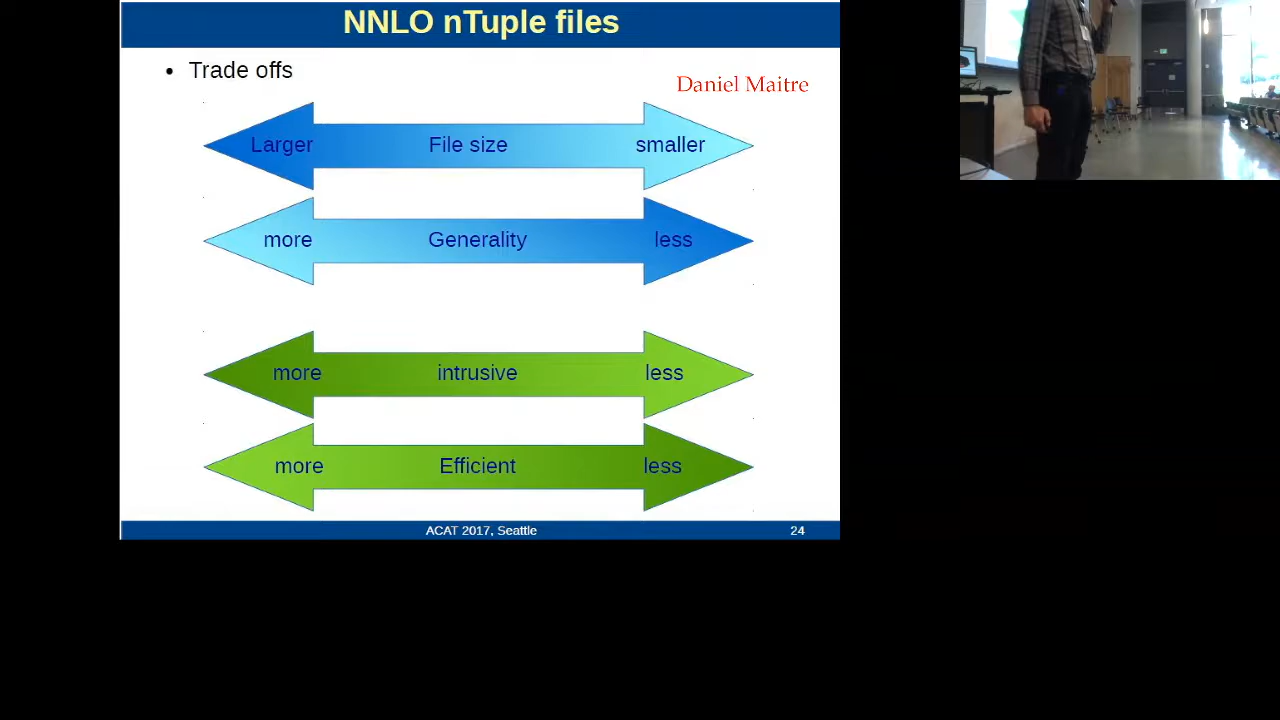 NNLO nTuple files
• Trade offs
Daniel Maitre
Larger File size smaller
more Generality less
more intrusive less
more Efficient less
ACAT 2017, Seattle 24